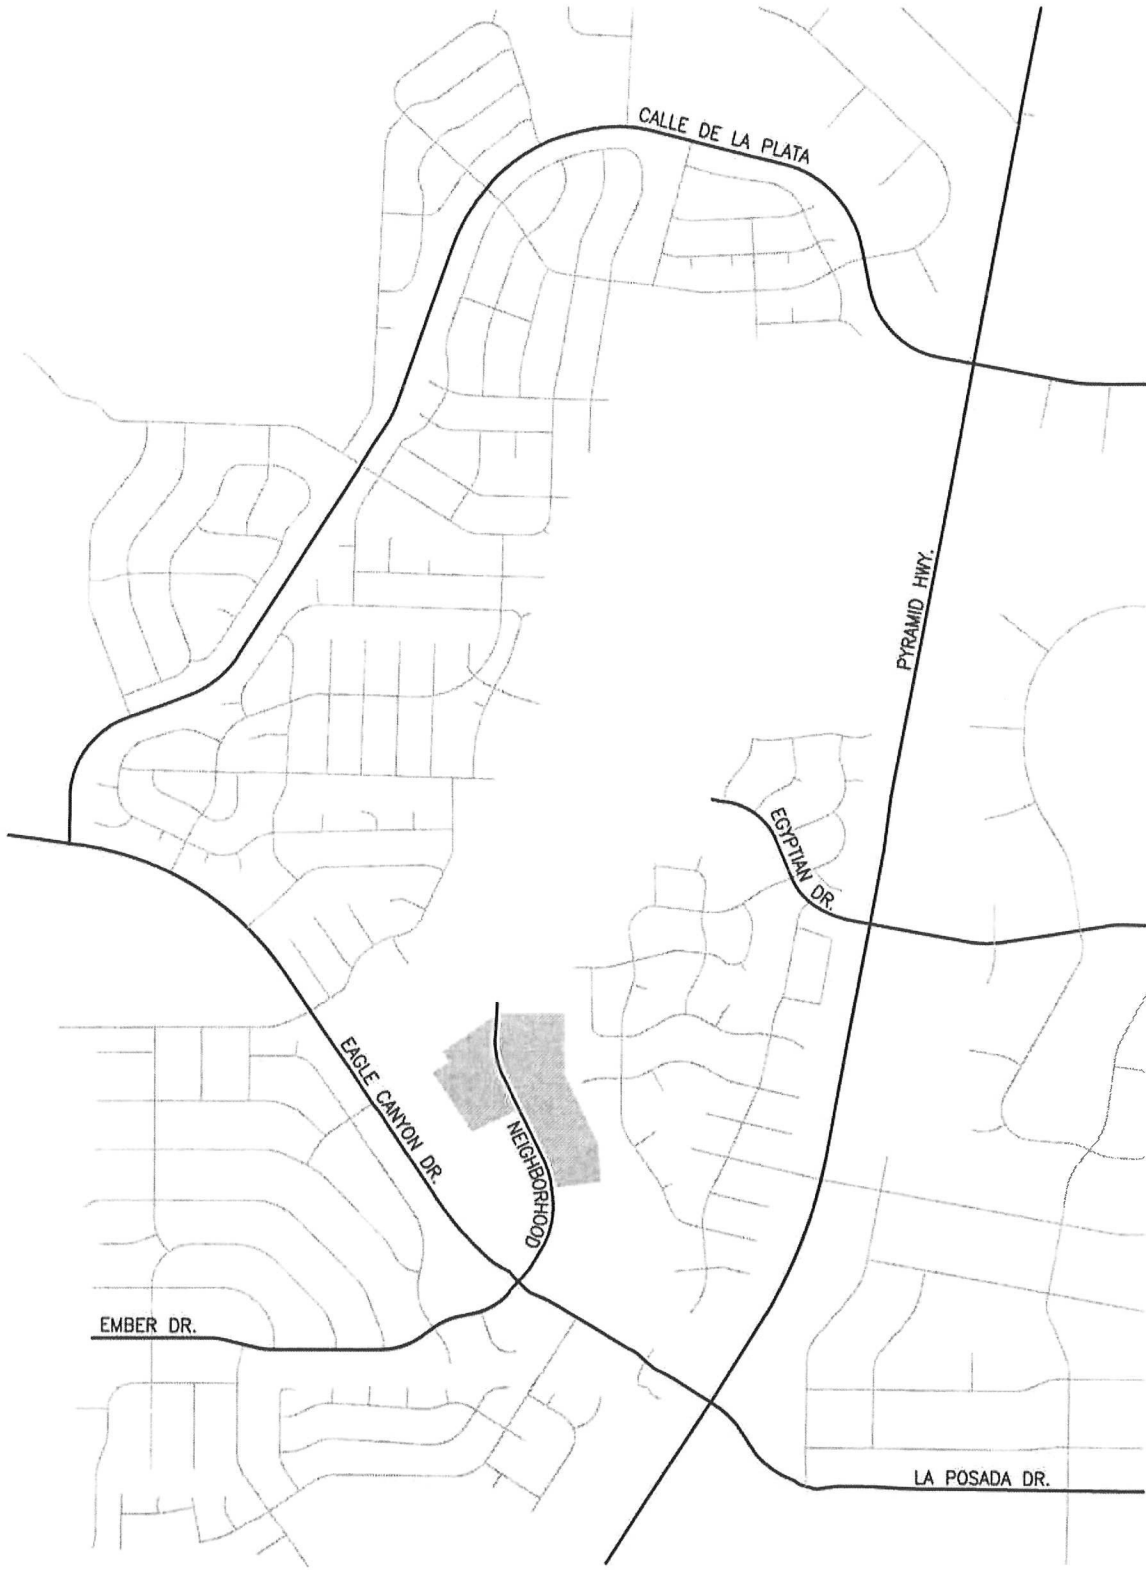 CALLE DE LA PLATA
PYRAMID HWY.
EGYPTIAN DR.
EAGLE CANYON DR.
NEIGHBORHOOD
EMBER DR.
LA POSADA DR.